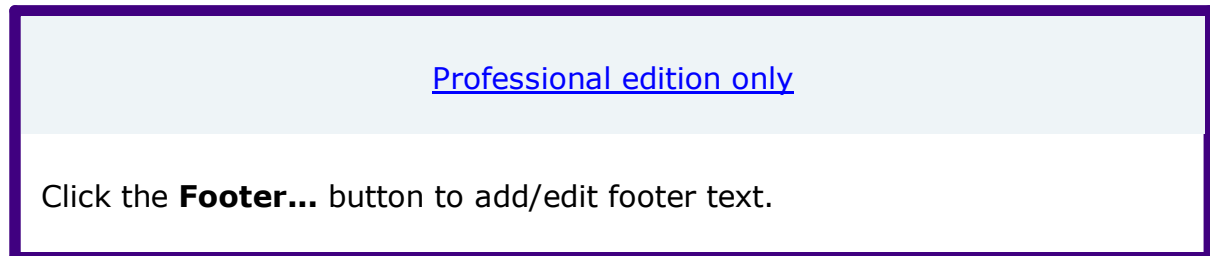 Professional edition only
Click the Footer... button to add/edit footer text.